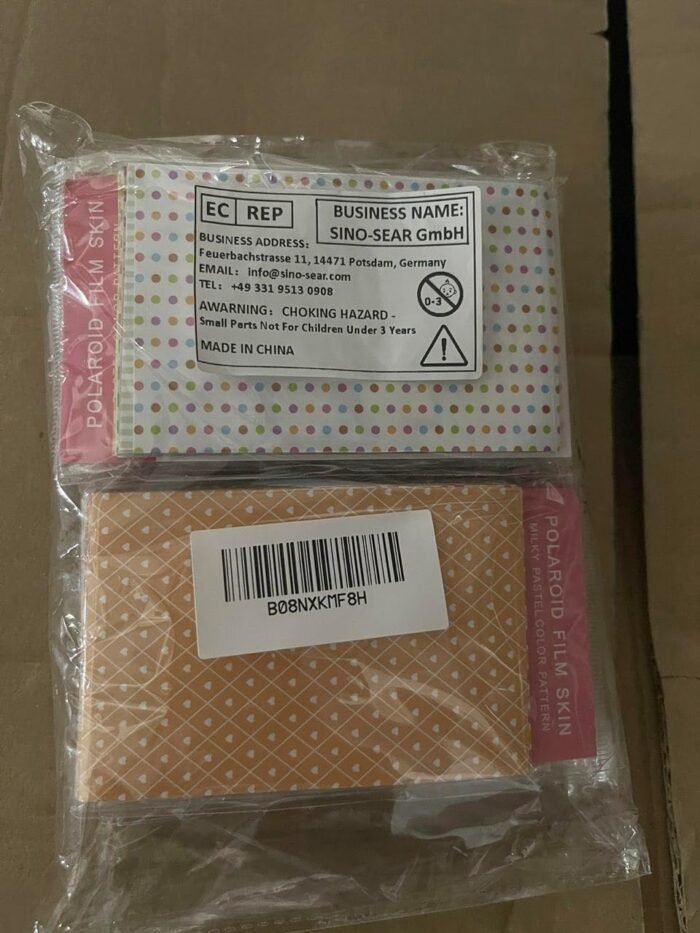 POLAROID FILM SKIN
PATTERN
EC REP
BUSINESS NAME:
SINO-SEAR GmbH
BUSINESS ADDRESS:
Feuerbachstrasse 11, 14471 Potsdam, Germany
EMAIL: info@sino-sear.com
TEL: +49 331 9513 0908
0-3
AWARNING: CHOKING HAZARD -
Small Parts Not For Children Under 3 Years
MADE IN CHINA
B08NXKMF8H
POLAROID FILM SKIN
MILKY PASTEL COLOR PATTERN